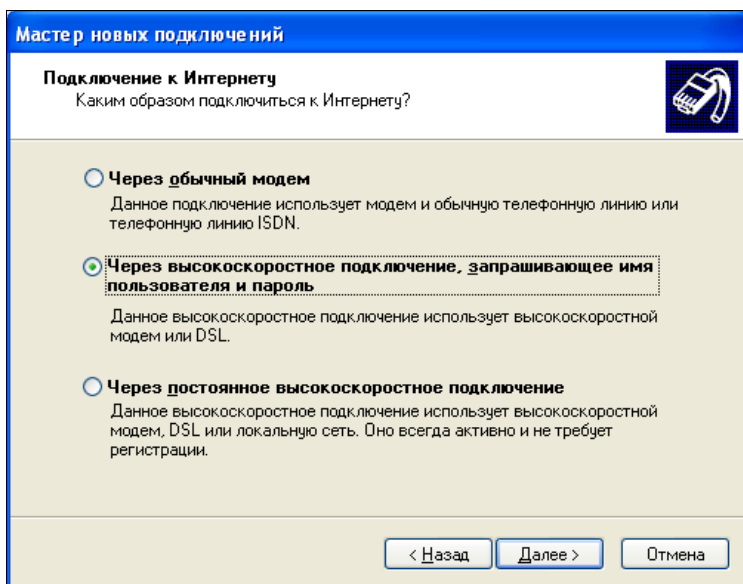 Мастер новых подключений
Подключение к Интернету
Каким образом подключиться к Интернету?
Через обычный модем
Данное подключение использует модем и обычную телефонную линию или
телефонную линию ISDN.
Через высокоскоростное подключение, запрашивающее имя
пользователя и пароль
Данное высокоскоростное подключение использует высокоскоростной
модем или DSL.
Через постоянное высокоскоростное подключение
Данное высокоскоростное подключение использует высокоскоростной
модем, DSL или локальную сеть. Оно всегда активно и не требует
регистрации.
< Назад Далее > Отмена